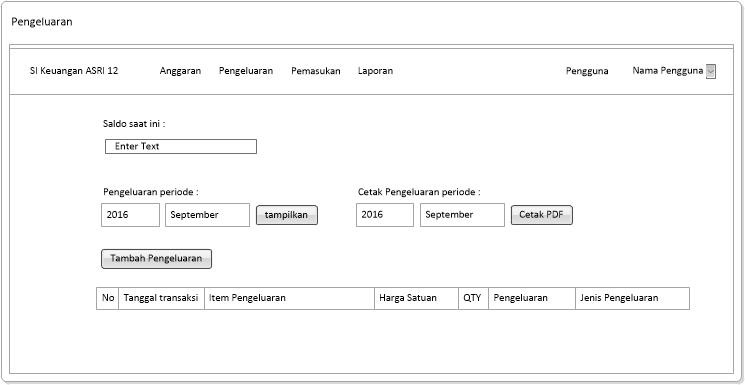 Pengeluaran
SI Keuangan ASRI 12 Anggaran Pengeluaran Pemasukan Laporan Pengguna Nama Pengguna
Saldo saat ini :
Enter Text
Pengeluaran periode : Cetak Pengeluaran periode :
2016 September tampilkan 2016 September Cetak PDF
Tambah Pengeluaran
No Tanggal transaksi Item Pengeluaran Harga Satuan QTY Pengeluaran Jenis Pengeluaran